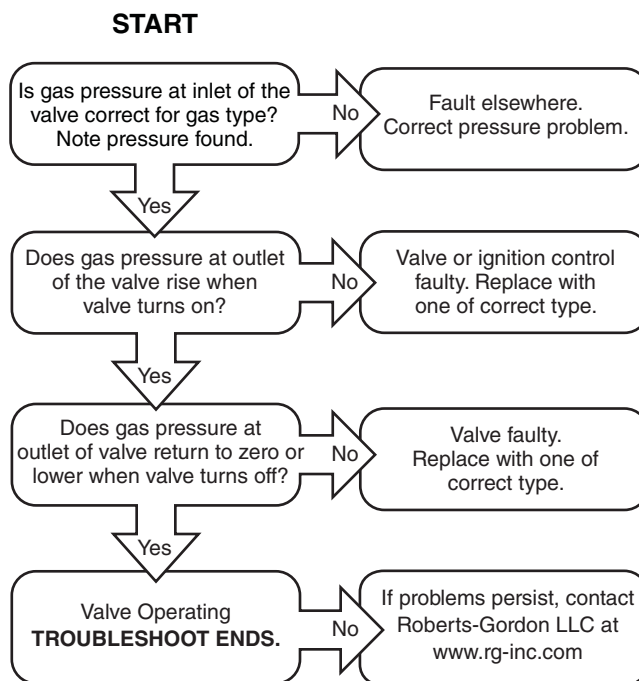 START
Is gas pressure at inlet of the
valve correct for gas type?
Note pressure found.
No
Fault elsewhere.
Correct pressure problem.
Yes
Does gas pressure at outlet
of the valve rise when
valve turns on?
No
Valve or ignition control
faulty. Replace with
one of correct type.
Yes
Does gas pressure at
outlet of valve return to zero or
lower when valve turns off?
No
Valve faulty.
Replace with one of
correct type.
Yes
Valve Operating
TROUBLESHOOT ENDS.
No
If problems persist, contact
Roberts-Gordon LLC at
www.rg-inc.com